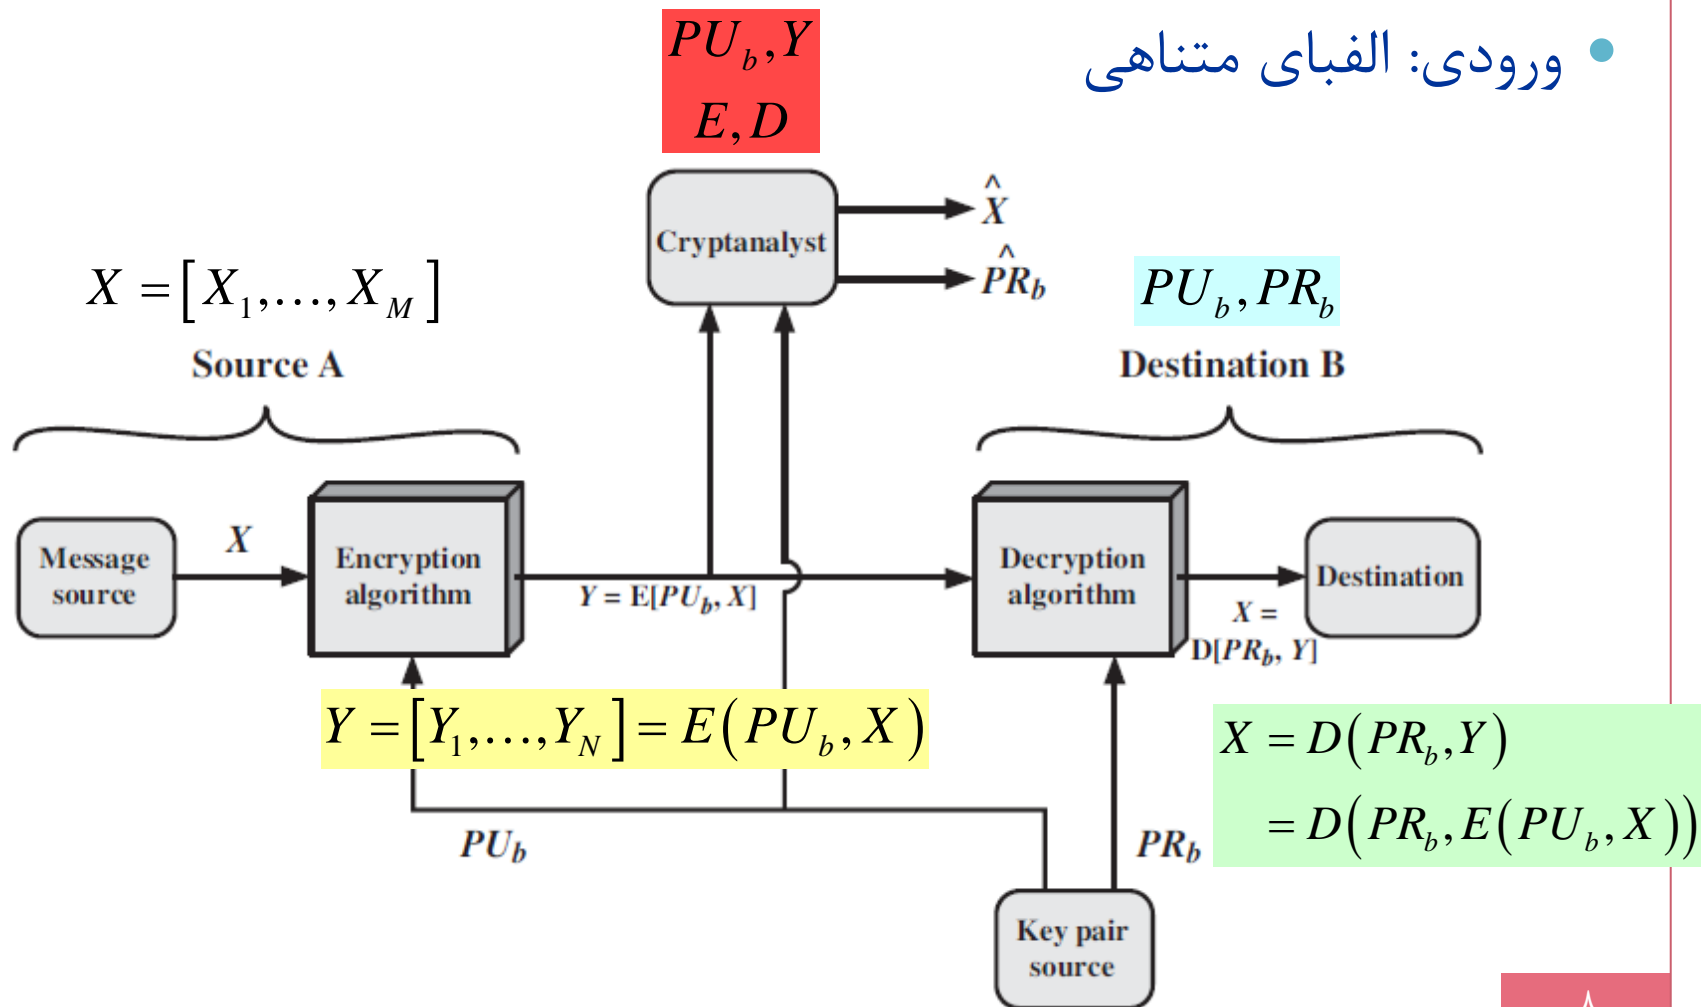 • ورودی: الفبای متناهی
PU_b, Y
E, D
Cryptanalyst
X̂
P̂R_b
X = [X_1,…, X_M]
PU_b, PR_b
Source A
Destination B
Message
source
X
Encryption
algorithm
Y = E[PU_b, X]
Decryption
algorithm
X =
D[PR_b, Y]
Destination
Y = [Y_1,…,Y_N] = E(PU_b, X)
X = D(PR_b, Y)
= D(PR_b, E(PU_b, X))
PU_b
PR_b
Key pair
source